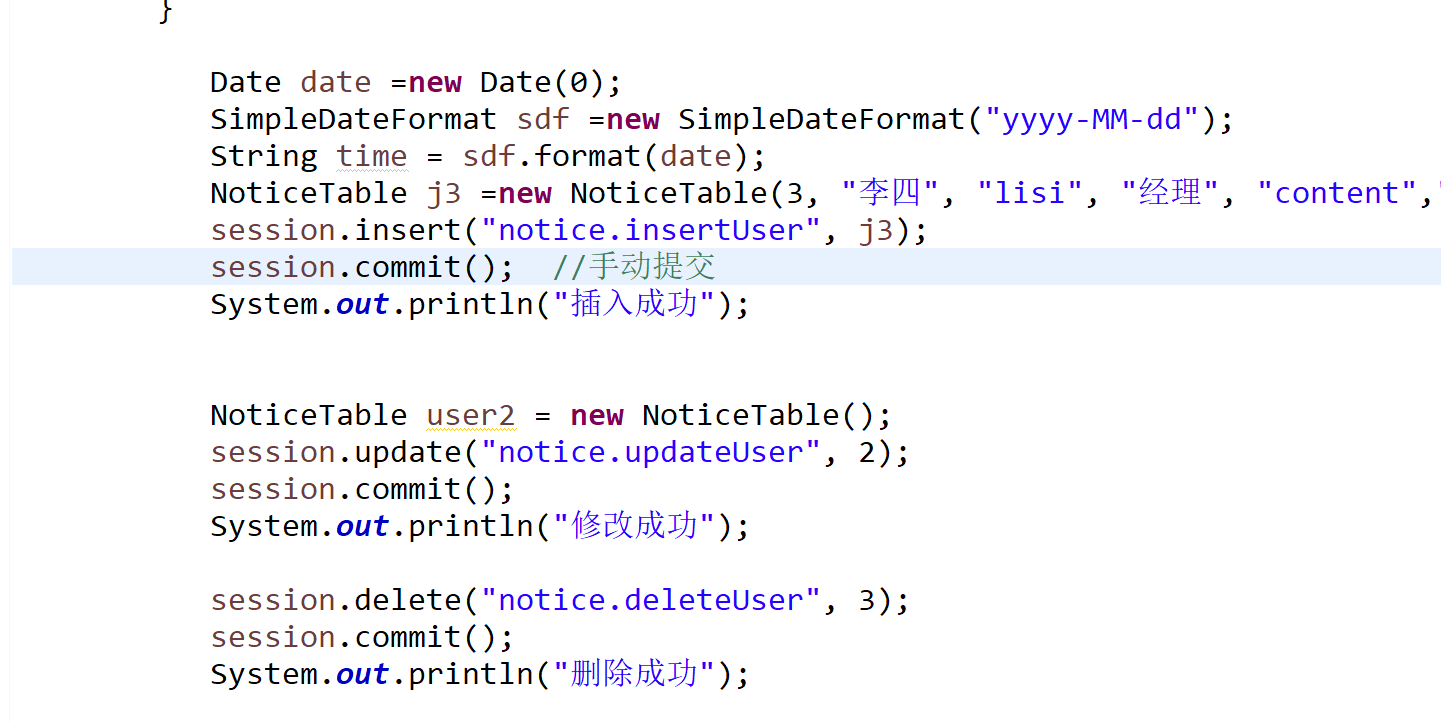 }
Date date =new Date(0);
SimpleDateFormat sdf =new SimpleDateFormat("yyyy-MM-dd");
String time = sdf.format(date);
NoticeTable j3 =new NoticeTable(3, "李四", "lisi", "经理", "content",
session.insert("notice.insertUser", j3);
session.commit();  //手动提交
System.out.println("插入成功");
NoticeTable user2 = new NoticeTable();
session.update("notice.updateUser", 2);
session.commit();
System.out.println("修改成功");
session.delete("notice.deleteUser", 3);
session.commit();
System.out.println("删除成功");